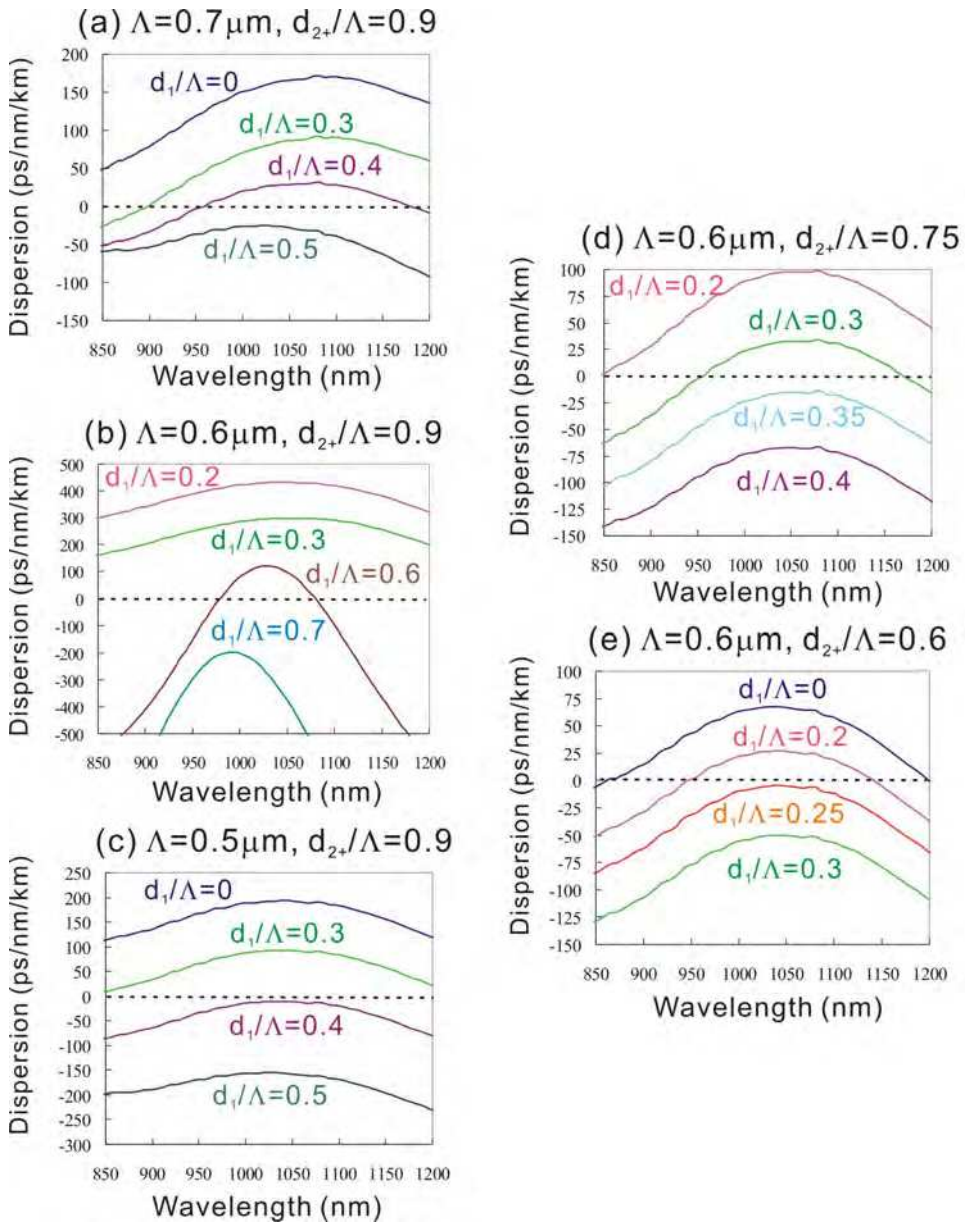 (a) Λ=0.7μm, d₂₊/Λ=0.9
Dispersion (ps/nm/km)
200
150
100
50
0
-50
-100
-150
d₁/Λ=0
d₁/Λ=0.3
d₁/Λ=0.4
d₁/Λ=0.5
850 900 950 1000 1050 1100 1150 1200
Wavelength (nm)
(b) Λ=0.6μm, d₂₊/Λ=0.9
Dispersion (ps/nm/km)
500
400
300
200
100
0
-100
-200
-300
-400
-500
d₁/Λ=0.2
d₁/Λ=0.3
d₁/Λ=0.6
d₁/Λ=0.7
850 900 950 1000 1050 1100 1150 1200
Wavelength (nm)
(c) Λ=0.5μm, d₂₊/Λ=0.9
Dispersion (ps/nm/km)
250
200
150
100
50
0
-50
-100
-150
-200
-250
-300
d₁/Λ=0
d₁/Λ=0.3
d₁/Λ=0.4
d₁/Λ=0.5
850 900 950 1000 1050 1100 1150 1200
Wavelength (nm)
(d) Λ=0.6μm, d₂₊/Λ=0.75
Dispersion (ps/nm/km)
100
75
50
25
0
-25
-50
-75
-100
-125
-150
d₁/Λ=0.2
d₁/Λ=0.3
d₁/Λ=0.35
d₁/Λ=0.4
850 900 950 1000 1050 1100 1150 1200
Wavelength (nm)
(e) Λ=0.6μm, d₂₊/Λ=0.6
Dispersion (ps/nm/km)
100
75
50
25
0
-25
-50
-75
-100
-125
-150
d₁/Λ=0
d₁/Λ=0.2
d₁/Λ=0.25
d₁/Λ=0.3
850 900 950 1000 1050 1100 1150 1200
Wavelength (nm)